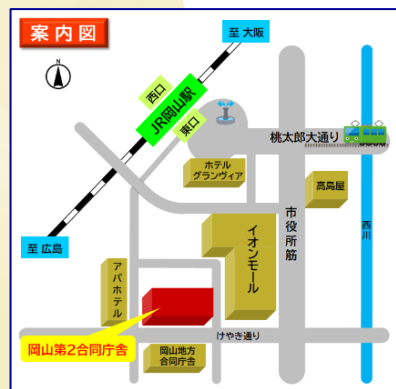 案内図
至 大阪
N
西口
JR岡山駅
東口
桃太郎大通り
ホテル
グランヴィア
高島屋
市役所筋
西川
イオンモール
至 広島
アパホテル
岡山第2合同庁舎
けやき通り
岡山地方
合同庁舎